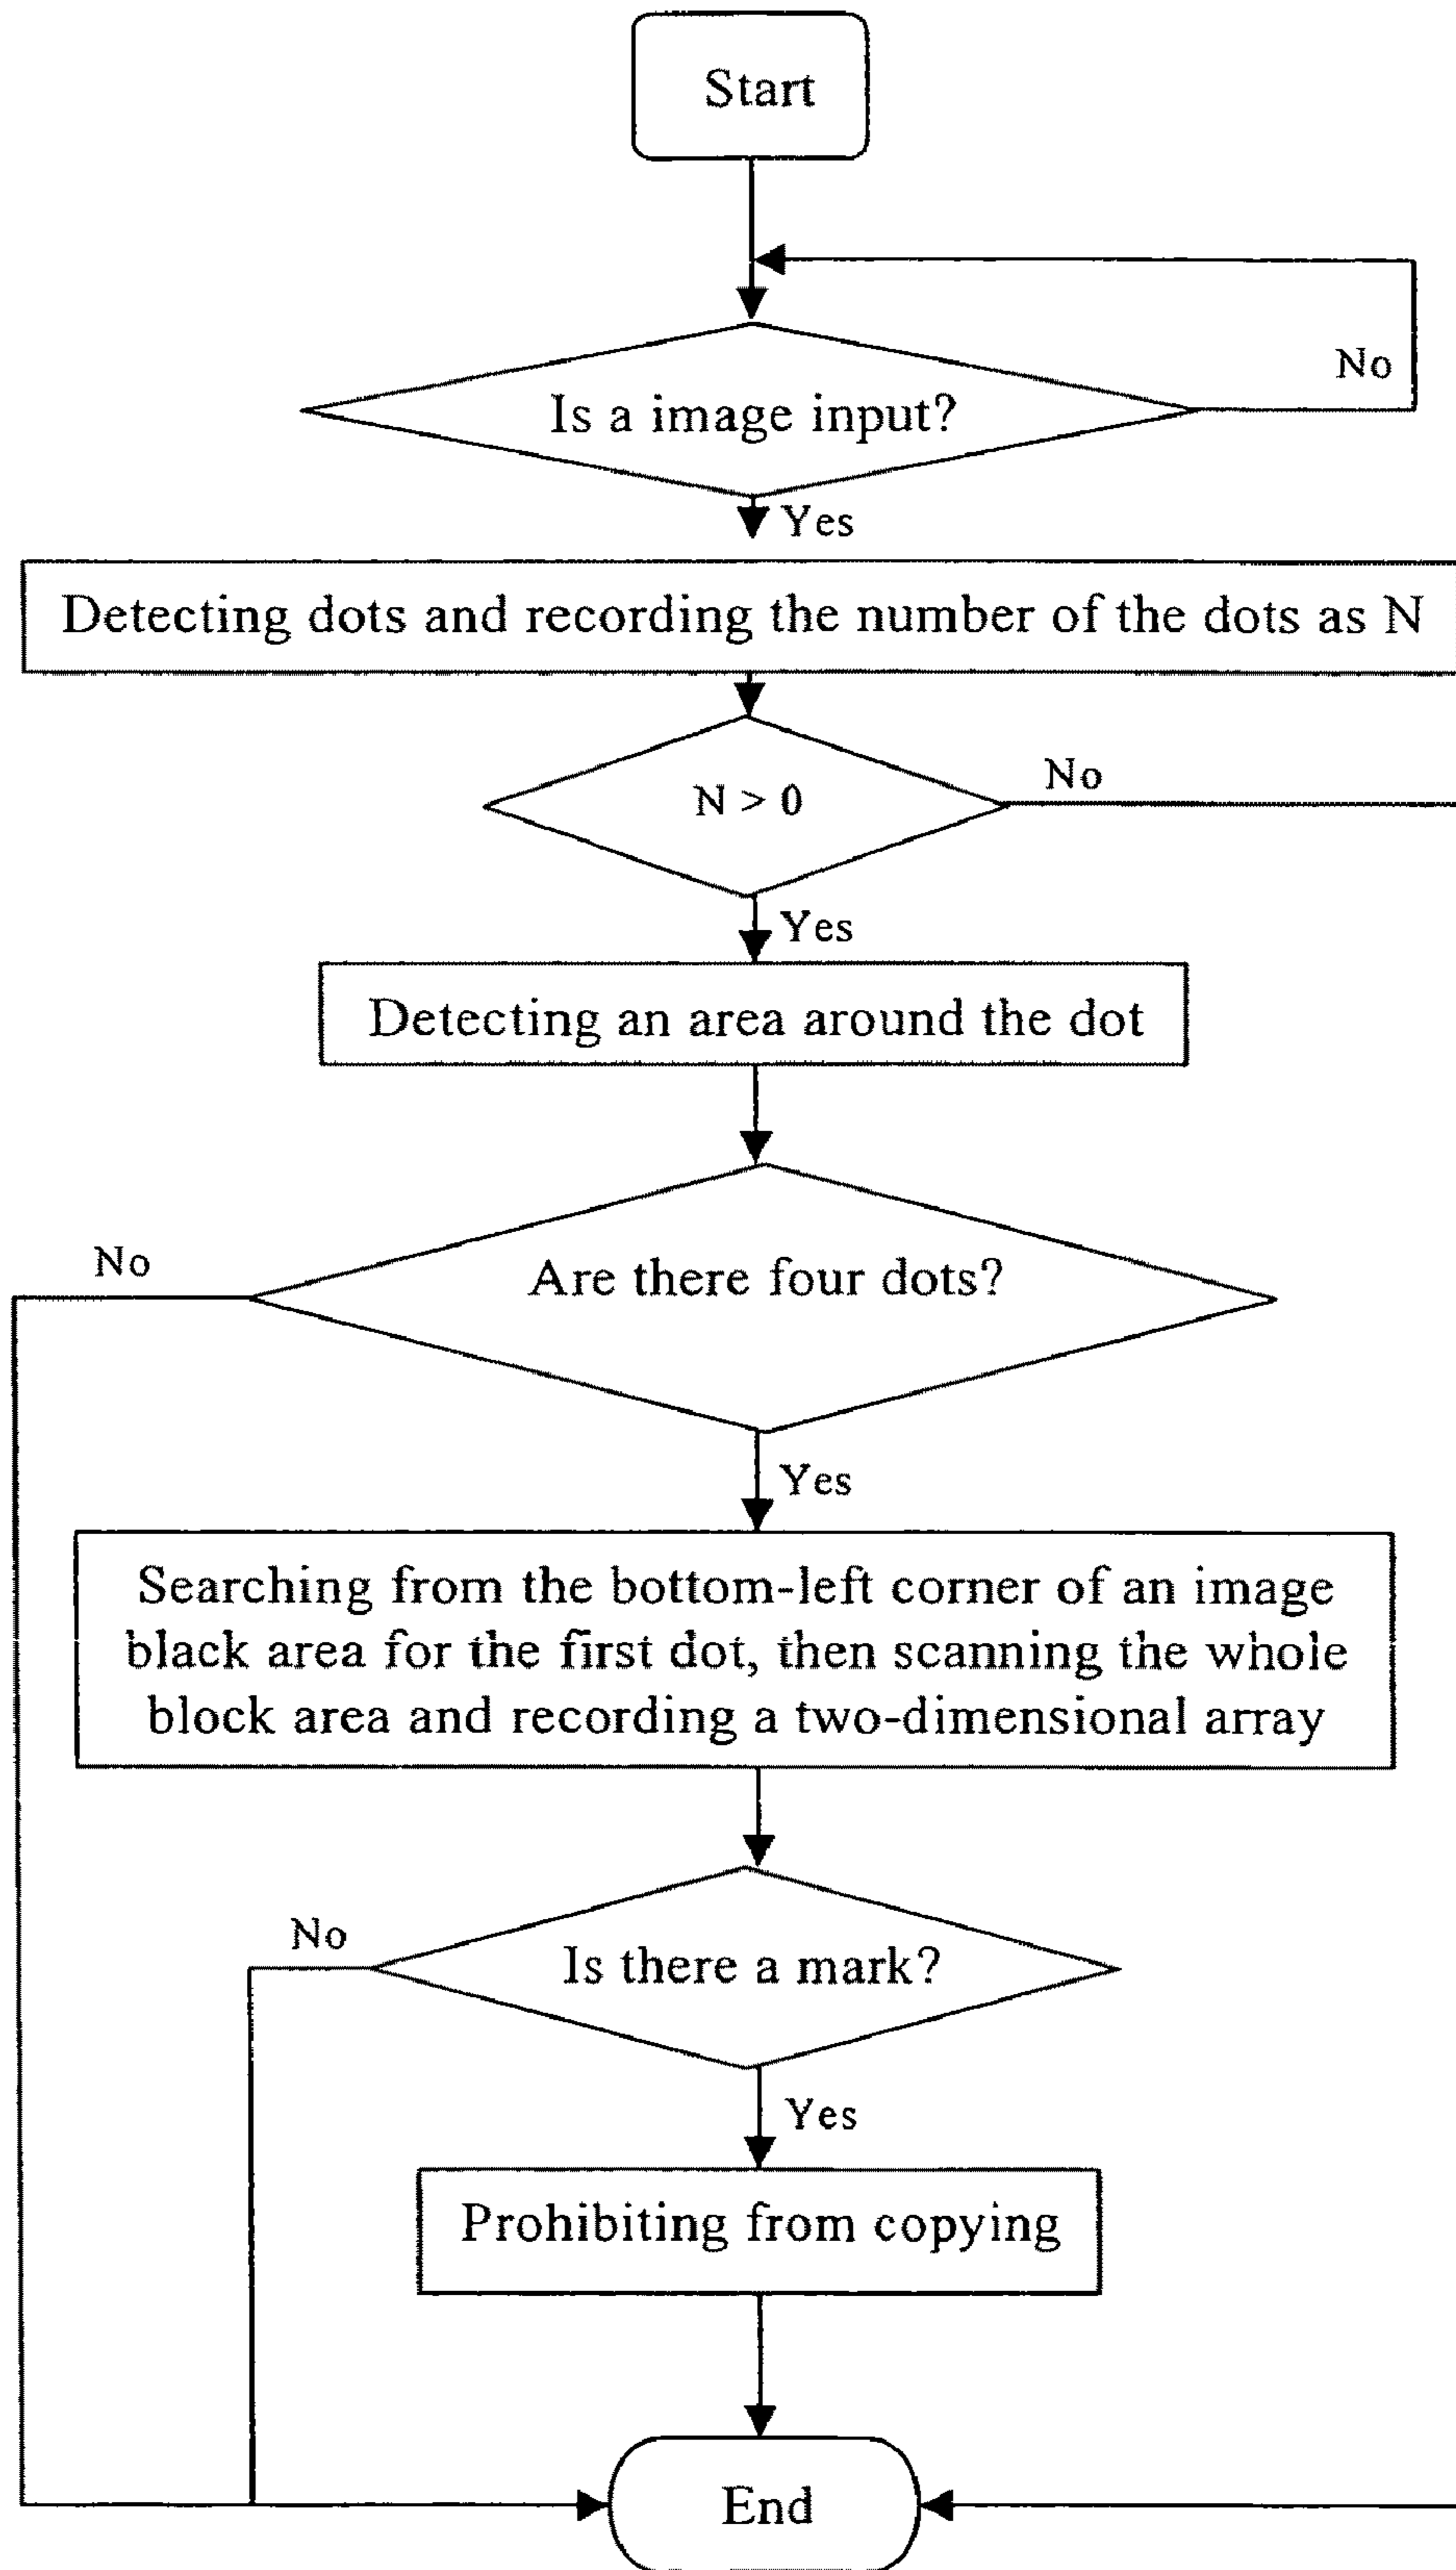 Start
No
Is a image input?
Yes
Detecting dots and recording the number of the dots as N
No
N > 0
Yes
Detecting an area around the dot
No
Are there four dots?
Yes
Searching from the bottom-left corner of an image
black area for the first dot, then scanning the whole
block area and recording a two-dimensional array
No
Is there a mark?
Yes
Prohibiting from copying
End